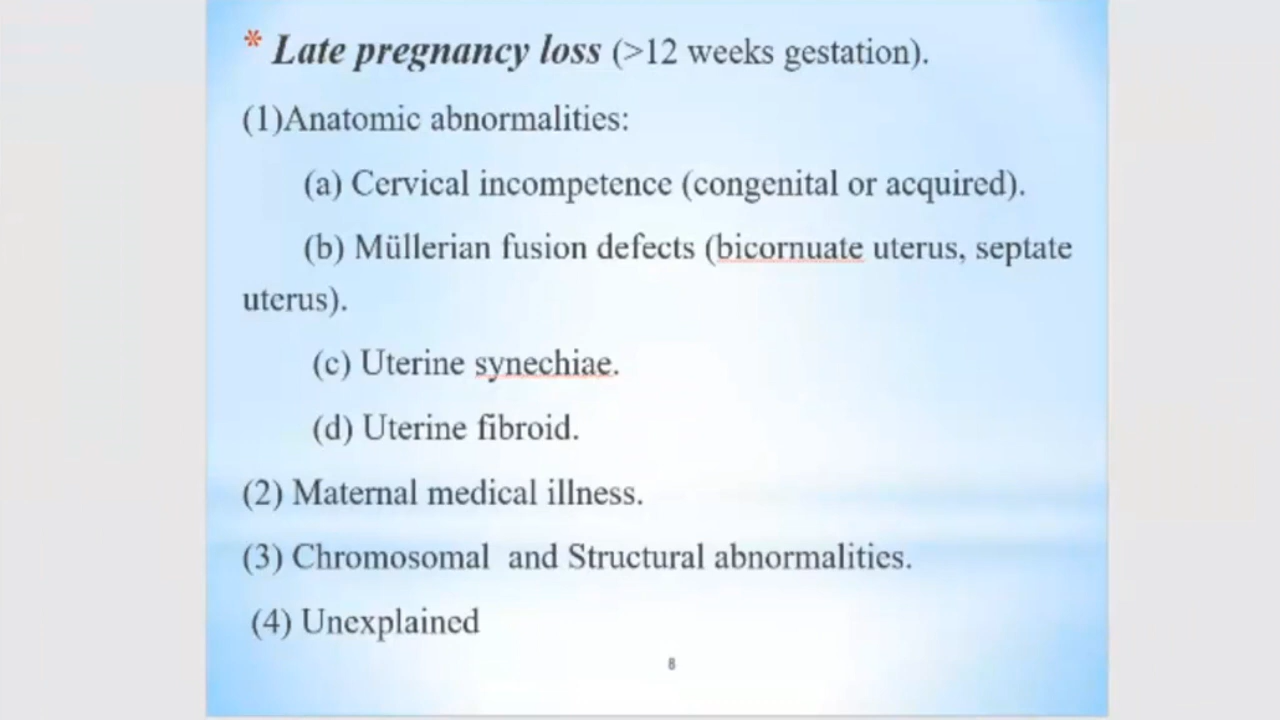 * Late pregnancy loss (>12 weeks gestation).
(1)Anatomic abnormalities:
(a) Cervical incompetence (congenital or acquired).
(b) Müllerian fusion defects (bicornuate uterus, septate
uterus).
(c) Uterine synechiae.
(d) Uterine fibroid.
(2) Maternal medical illness.
(3) Chromosomal and Structural abnormalities.
(4) Unexplained
8